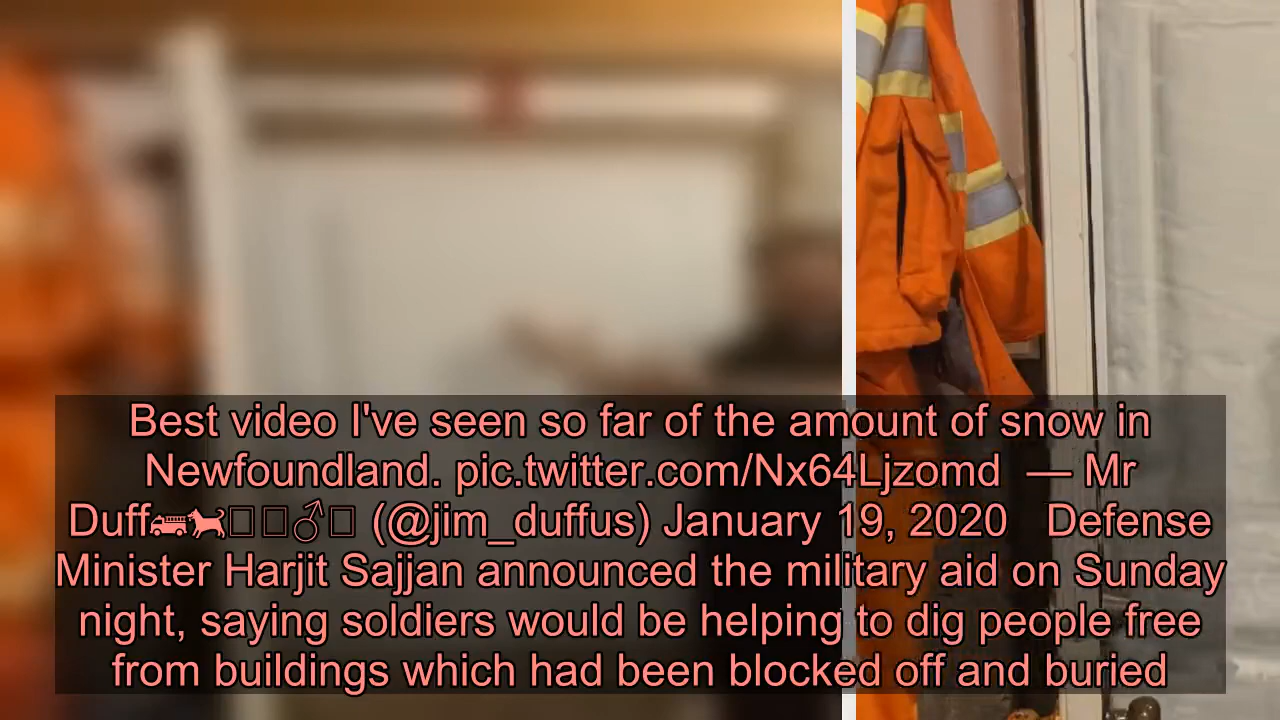 Best video I've seen so far of the amount of snow in
Newfoundland. pic.twitter.com/Nx64Ljzomd — Mr
Duff🚒🐕□□♂□ (@jim_duffus) January 19, 2020 Defense
Minister Harjit Sajjan announced the military aid on Sunday
night, saying soldiers would be helping to dig people free
from buildings which had been blocked off and buried